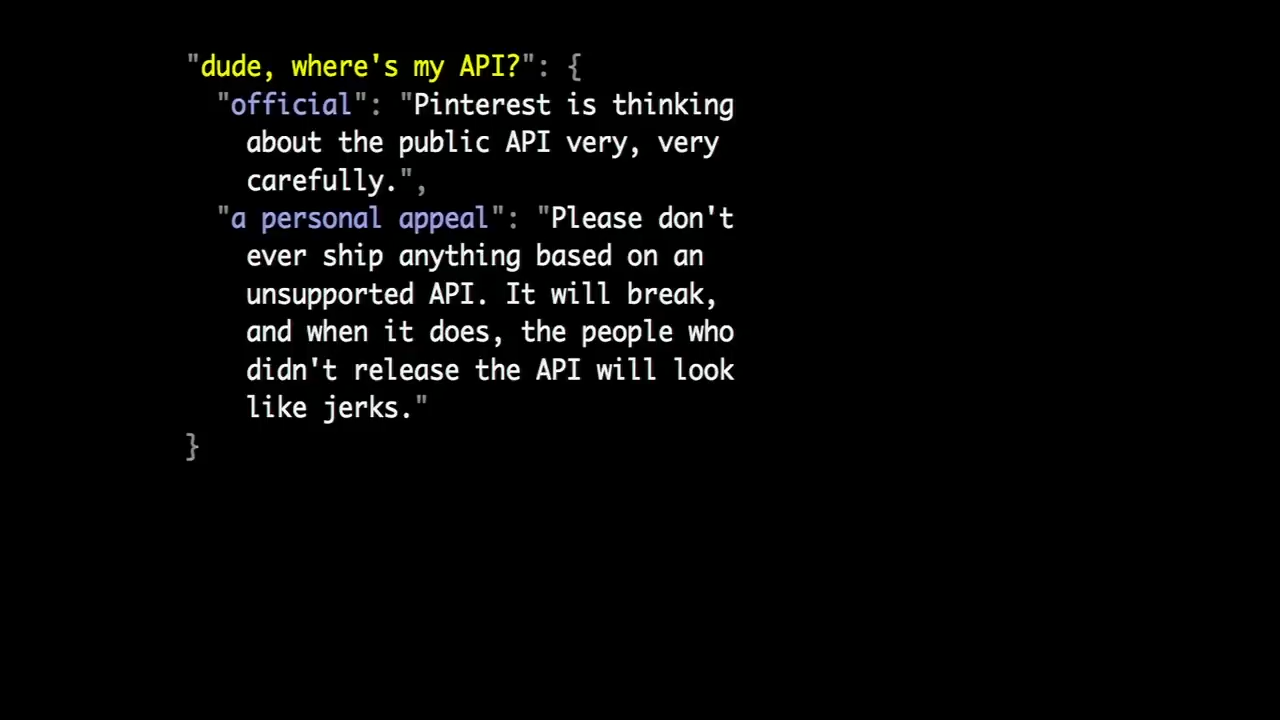 "dude, where's my API?": {
"official": "Pinterest is thinking
about the public API very, very
carefully.",
"a personal appeal": "Please don't
ever ship anything based on an
unsupported API. It will break,
and when it does, the people who
didn't release the API will look
like jerks."
}